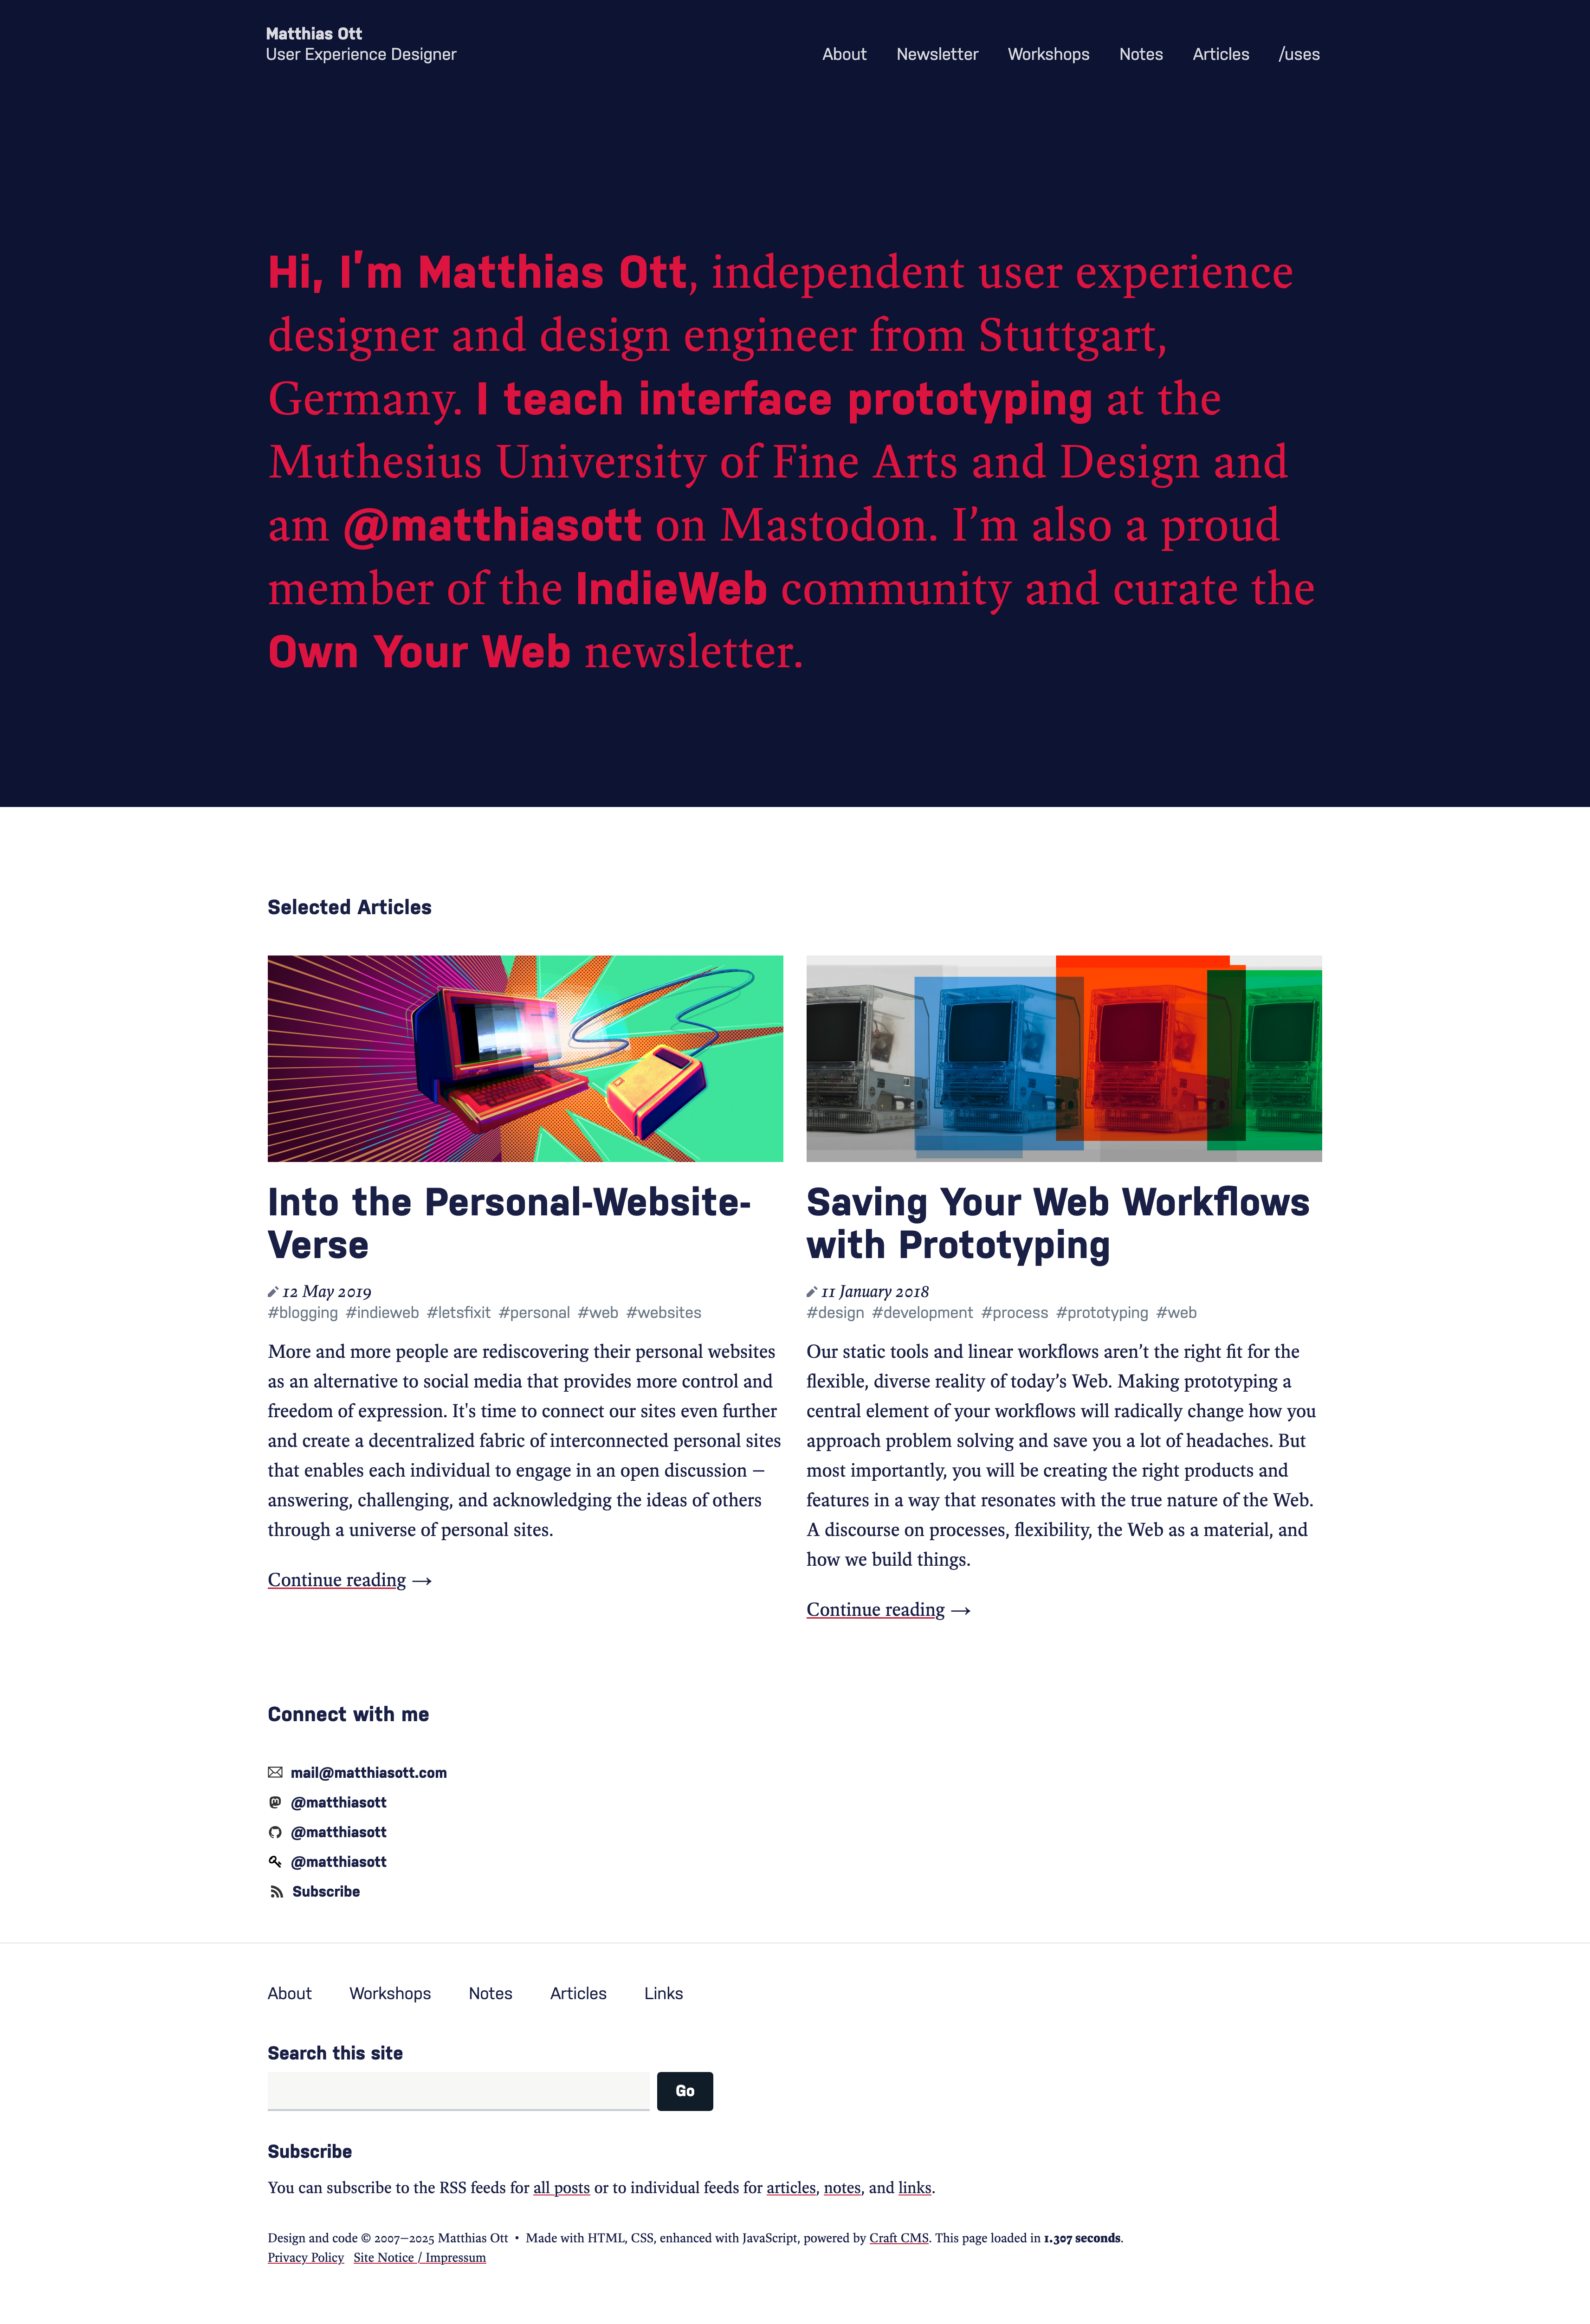 Matthias Ott
User Experience Designer
About Newsletter Workshops Notes Articles /uses
Hi, I’m Matthias Ott, independent user experience
designer and design engineer from Stuttgart,
Germany. I teach interface prototyping at the
Muthesius University of Fine Arts and Design and
am @matthiasott on Mastodon. I’m also a proud
member of the IndieWeb community and curate the
Own Your Web newsletter.
Selected Articles
Into the Personal-Website-
Verse
12 May 2019
#blogging #indieweb #letsfixit #personal #web #websites
More and more people are rediscovering their personal websites
as an alternative to social media that provides more control and
freedom of expression. It's time to connect our sites even further
and create a decentralized fabric of interconnected personal sites
that enables each individual to engage in an open discussion —
answering, challenging, and acknowledging the ideas of others
through a universe of personal sites.
Continue reading →
Saving Your Web Workflows
with Prototyping
11 January 2018
#design #development #process #prototyping #web
Our static tools and linear workflows aren’t the right fit for the
flexible, diverse reality of today’s Web. Making prototyping a
central element of your workflows will radically change how you
approach problem solving and save you a lot of headaches. But
most importantly, you will be creating the right products and
features in a way that resonates with the true nature of the Web.
A discourse on processes, flexibility, the Web as a material, and
how we build things.
Continue reading →
Connect with me
mail@matthiasott.com
@matthiasott
@matthiasott
@matthiasott
Subscribe
About Workshops Notes Articles Links
Search this site
Go
Subscribe
You can subscribe to the RSS feeds for all posts or to individual feeds for articles, notes, and links.
Design and code © 2007—2025 Matthias Ott • Made with HTML, CSS, enhanced with JavaScript, powered by Craft CMS. This page loaded in 1.307 seconds.
Privacy Policy Site Notice / Impressum